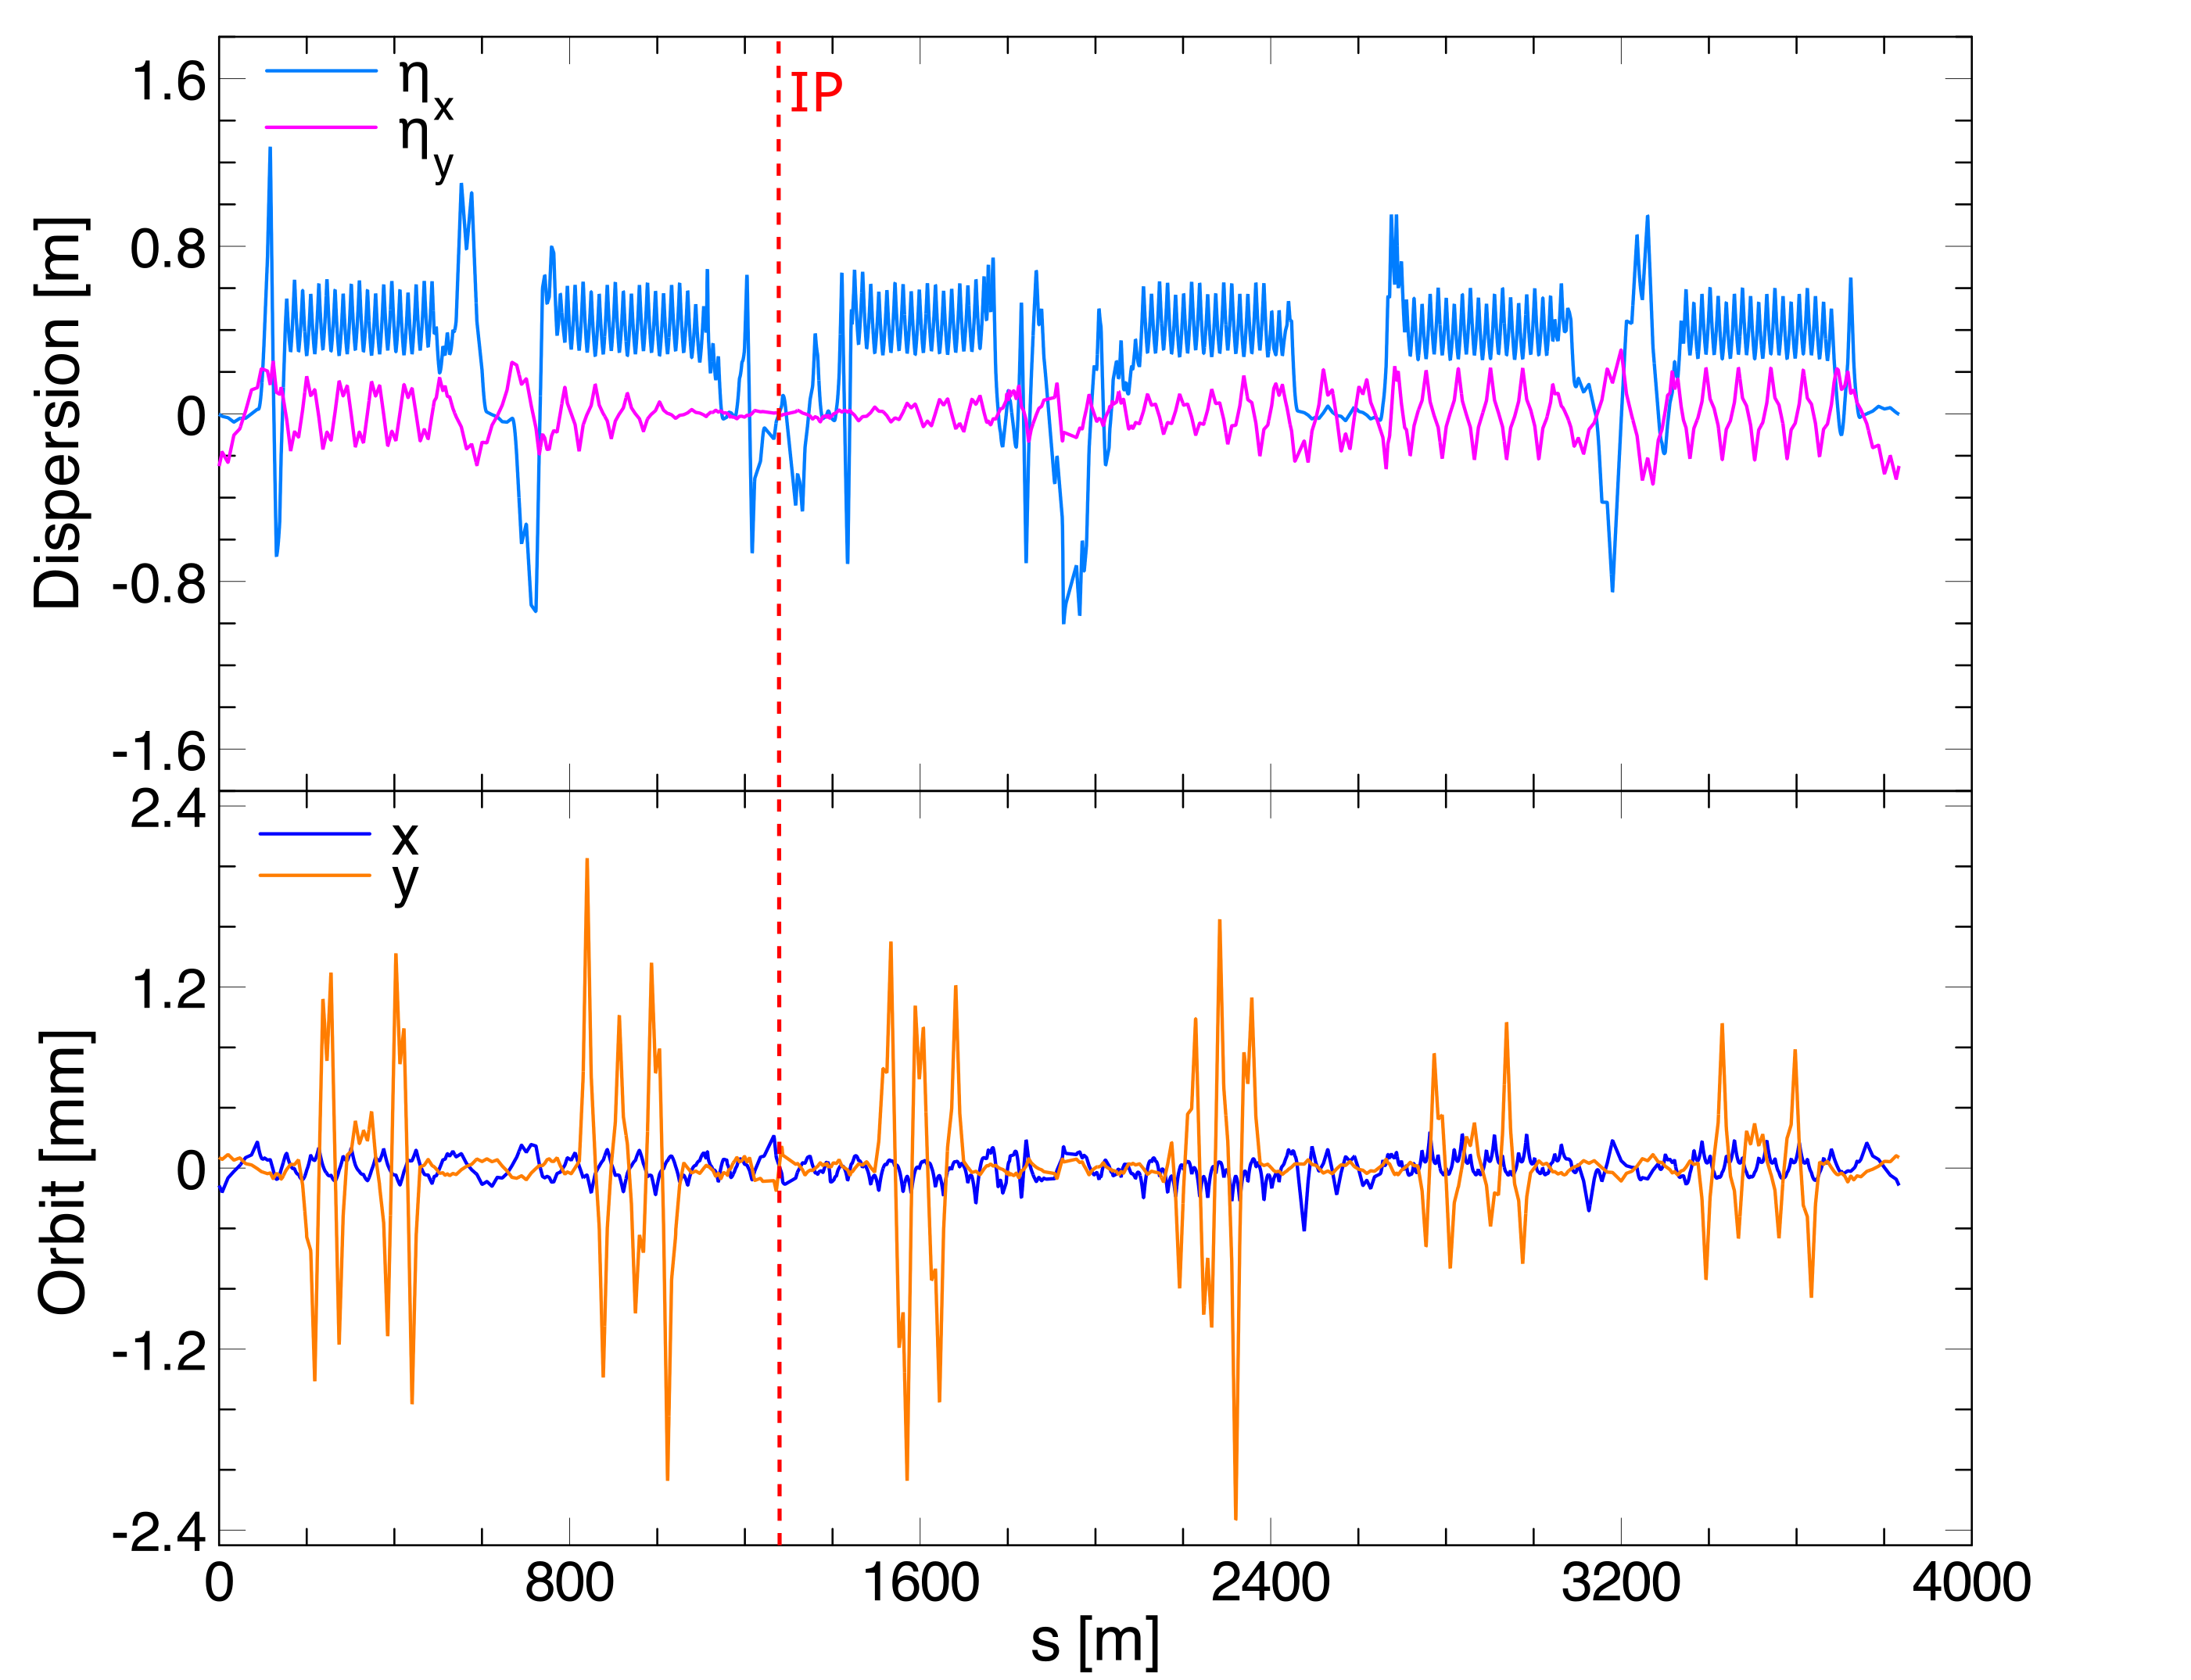 1.6
0.8
0
-0.8
-1.6
Dispersion [m]
ηx
ηy
IP
2.4
1.2
0
-1.2
-2.4
Orbit [mm]
x
y
0 800 1600 2400 3200 4000
s [m]